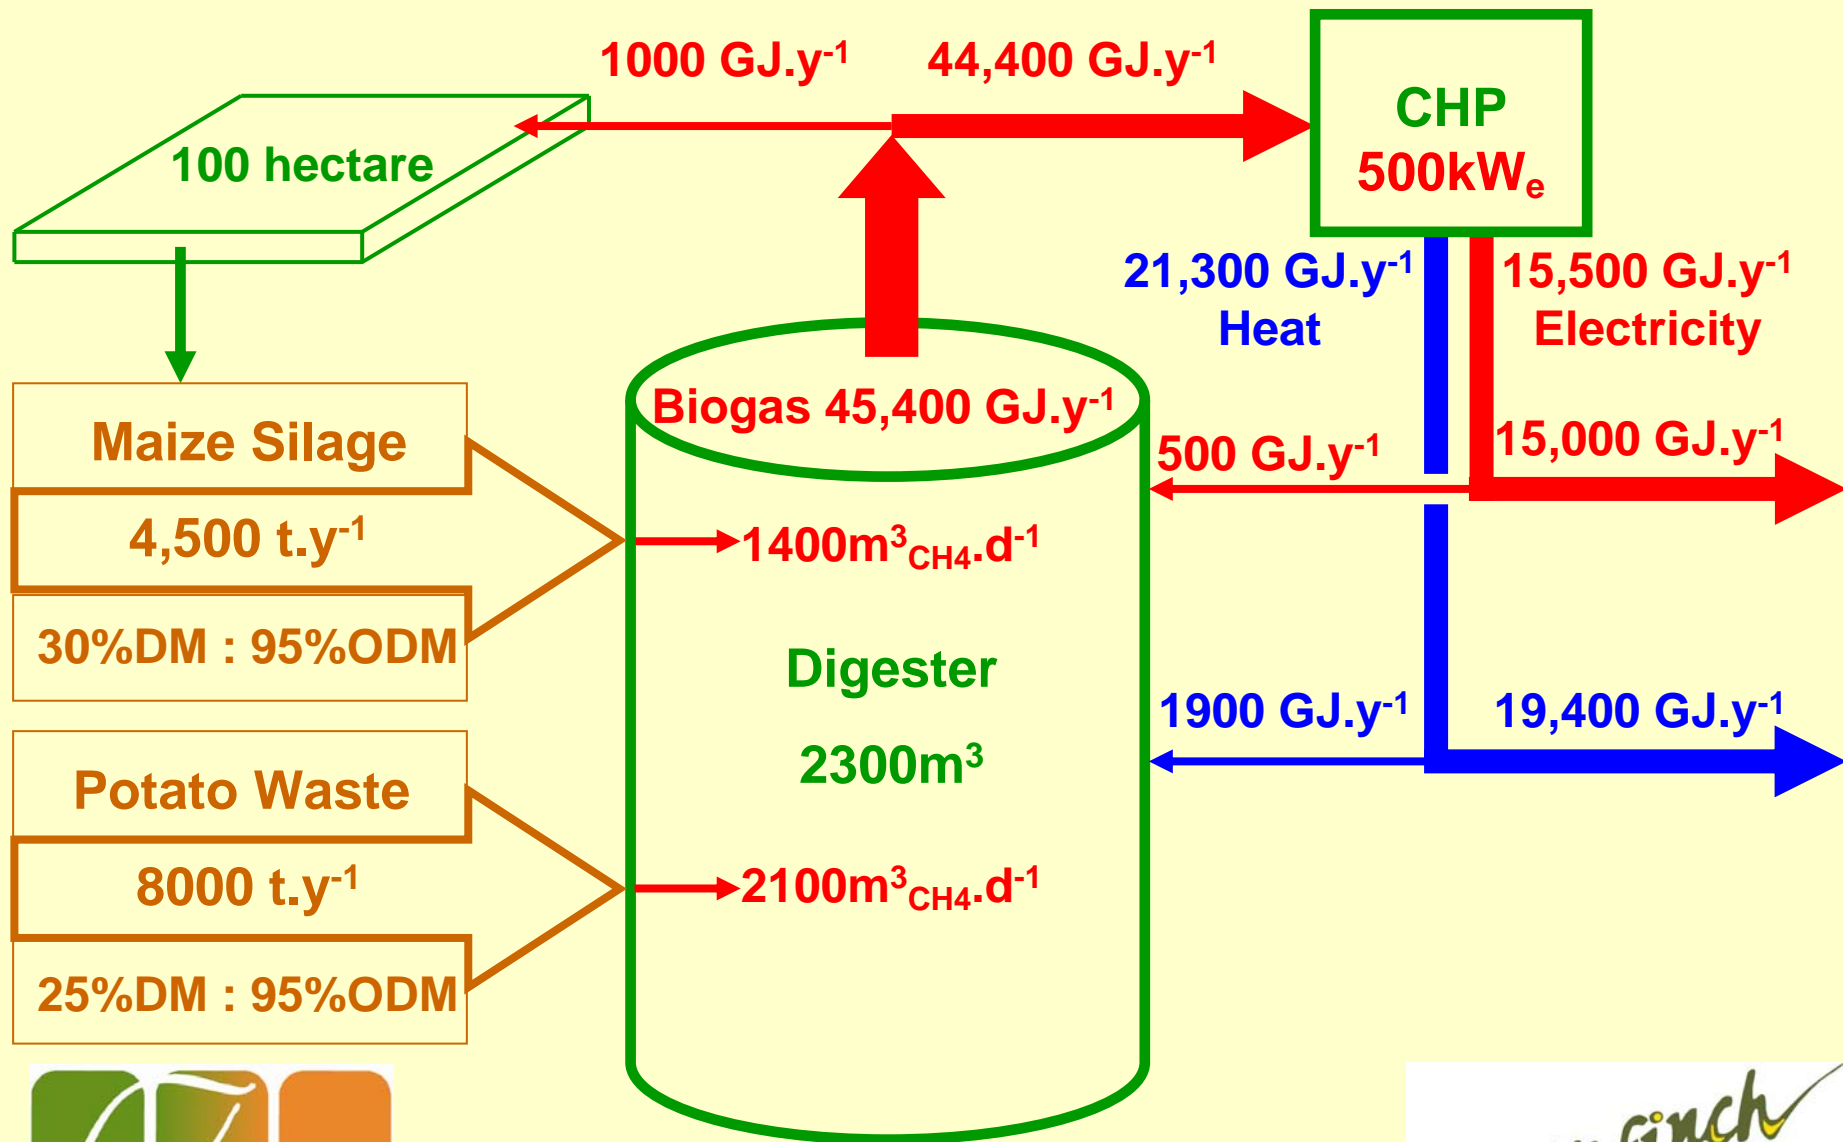 1000 GJ.y⁻¹
44,400 GJ.y⁻¹
CHP
500kWₑ
100 hectare
21,300 GJ.y⁻¹
Heat
15,500 GJ.y⁻¹
Electricity
Biogas 45,400 GJ.y⁻¹
Maize Silage
4,500 t.y⁻¹
30%DM : 95%ODM
500 GJ.y⁻¹
15,000 GJ.y⁻¹
1400m³CH4.d⁻¹
Digester
2300m³
1900 GJ.y⁻¹
19,400 GJ.y⁻¹
Potato Waste
8000 t.y⁻¹
25%DM : 95%ODM
2100m³CH4.d⁻¹